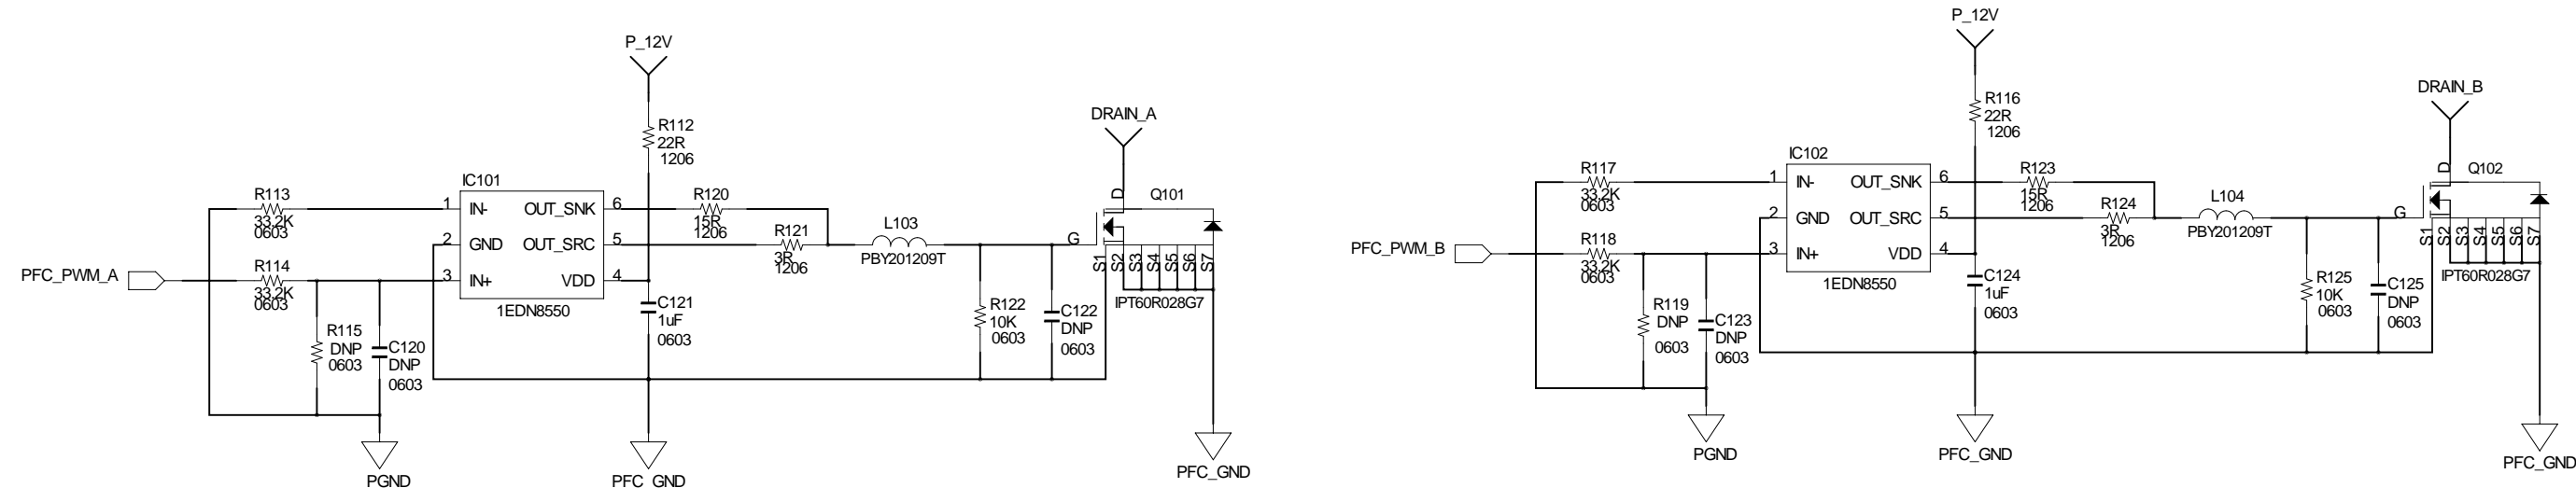 P_12V
R112
22R
1206
DRAIN_A
IC101
R113
33.2K
0603
1
IN-
OUT_SNK
6
R120
15R
1206
D
Q101
2
GND
OUT_SRC
5
R121
3R
1206
L103
PBY201209T
G
PFC_PWM_A
R114
33.2K
0603
3
IN+
VDD
4
S1
S2
S3
S4
S5
S6
S7
1EDN8550
C121
1uF
0603
R122
10K
0603
C122
DNP
0603
IPT60R028G7
R115
DNP
0603
C120
DNP
0603
PGND
PFC_GND
PFC_GND
P_12V
R116
22R
1206
DRAIN_B
IC102
R117
33.2K
0603
1
IN-
OUT_SNK
6
R123
15R
1206
D
Q102
2
GND
OUT_SRC
5
R124
3R
1206
L104
PBY201209T
G
PFC_PWM_B
R118
33.2K
0603
3
IN+
VDD
4
S1
S2
S3
S4
S5
S6
S7
1EDN8550
C124
1uF
0603
R125
10K
0603
C125
DNP
0603
IPT60R028G7
R119
DNP
0603
C123
DNP
0603
PGND
PFC_GND
PFC_GND